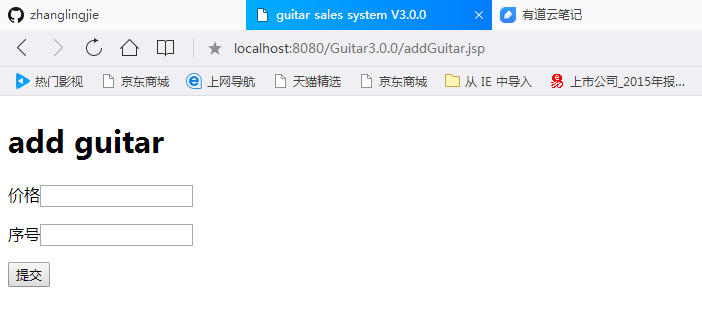 zhanglingjie guitar sales system V3.0.0 有道云笔记
localhost:8080/Guitar3.0.0/addGuitar.jsp
热门影视 京东商城 上网导航 天猫精选 京东商城 从 IE 中导入 上市公司_2015年报...
add guitar
价格
序号
提交